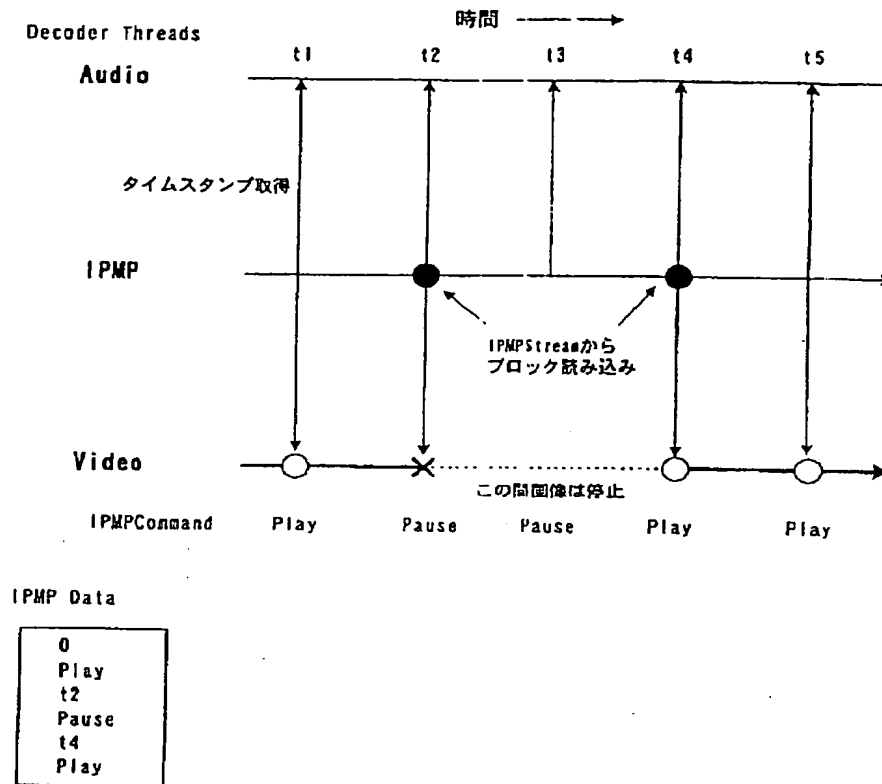 時間
Decoder Threads
t1 t2 t3 t4 t5
Audio
タイムスタンプ取得
IPMP
IPMPStreamから
ブロック読み込み
Video
この間画像は停止
IPMPCommand Play Pause Pause Play Play
IPMP Data
0
Play
t2
Pause
t4
Play